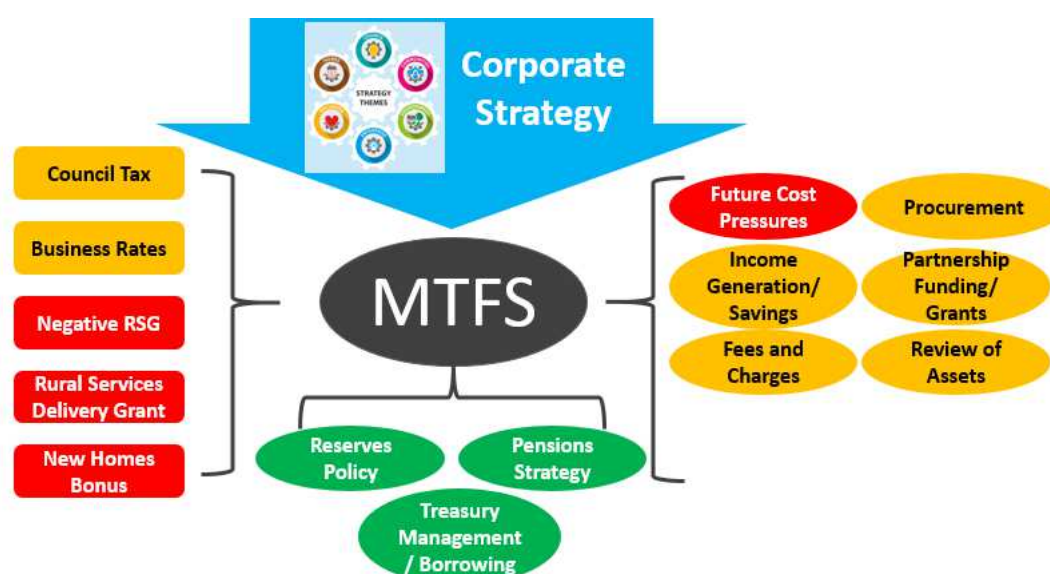 Corporate
Strategy
STRATEGY
THEMES
Council Tax
Business Rates
Negative RSG
Rural Services
Delivery Grant
New Homes
Bonus
MTFS
Future Cost
Pressures
Procurement
Income
Generation/
Savings
Partnership
Funding/
Grants
Fees and
Charges
Review of
Assets
Reserves
Policy
Pensions
Strategy
Treasury
Management
/ Borrowing